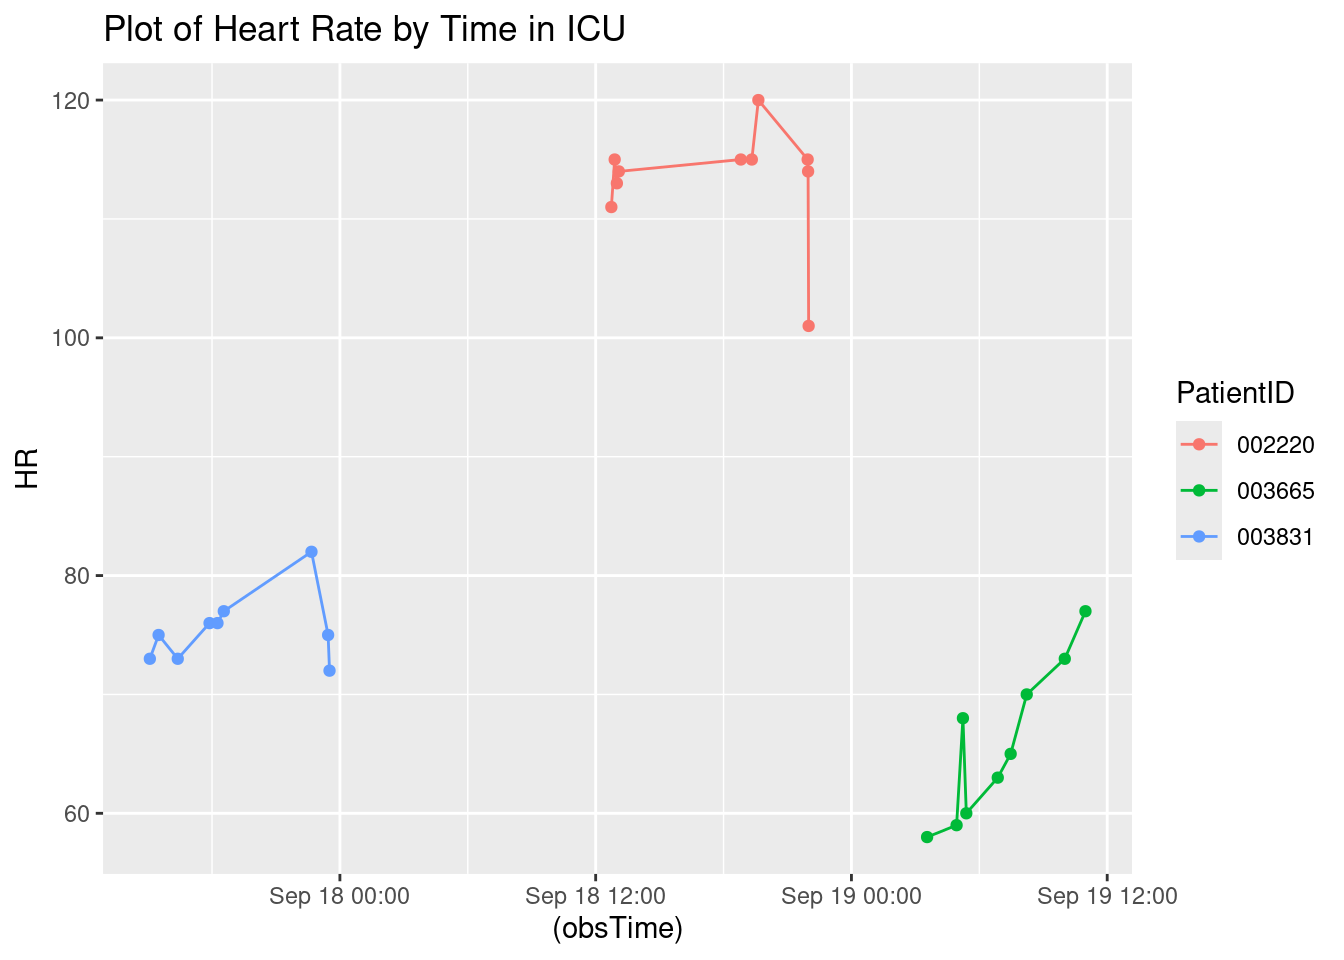 Plot of Heart Rate by Time in ICU
120
100
80
60
HR
Sep 18 00:00
Sep 18 12:00
Sep 19 00:00
Sep 19 12:00
(obsTime)
PatientID
002220
003665
003831